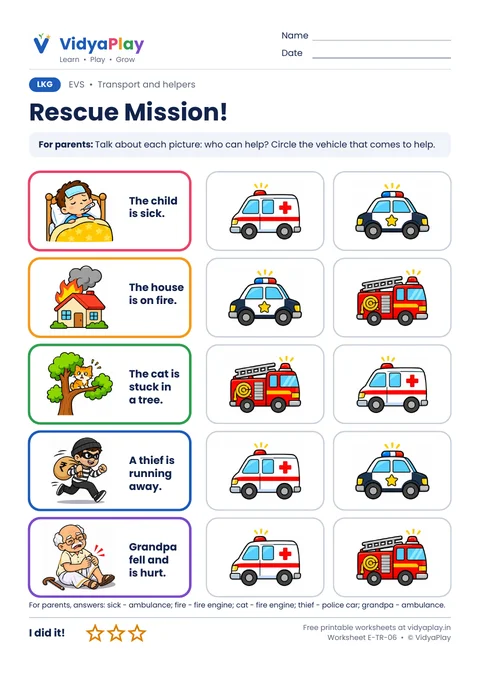 VidyaPlay
Learn • Play • Grow
Name
Date
LKG EVS • Transport and helpers
Rescue Mission!
For parents: Talk about each picture: who can help? Circle the vehicle that comes to help.
The child
is sick.
The house
is on fire.
The cat is
stuck in
a tree.
A thief is
running
away.
Grandpa
fell and
is hurt.
For parents, answers: sick - ambulance; fire - fire engine; cat - fire engine; thief - police car; grandpa - ambulance.
I did it!
Free printable worksheets at vidyaplay.in
Worksheet E-TR-06 • © VidyaPlay